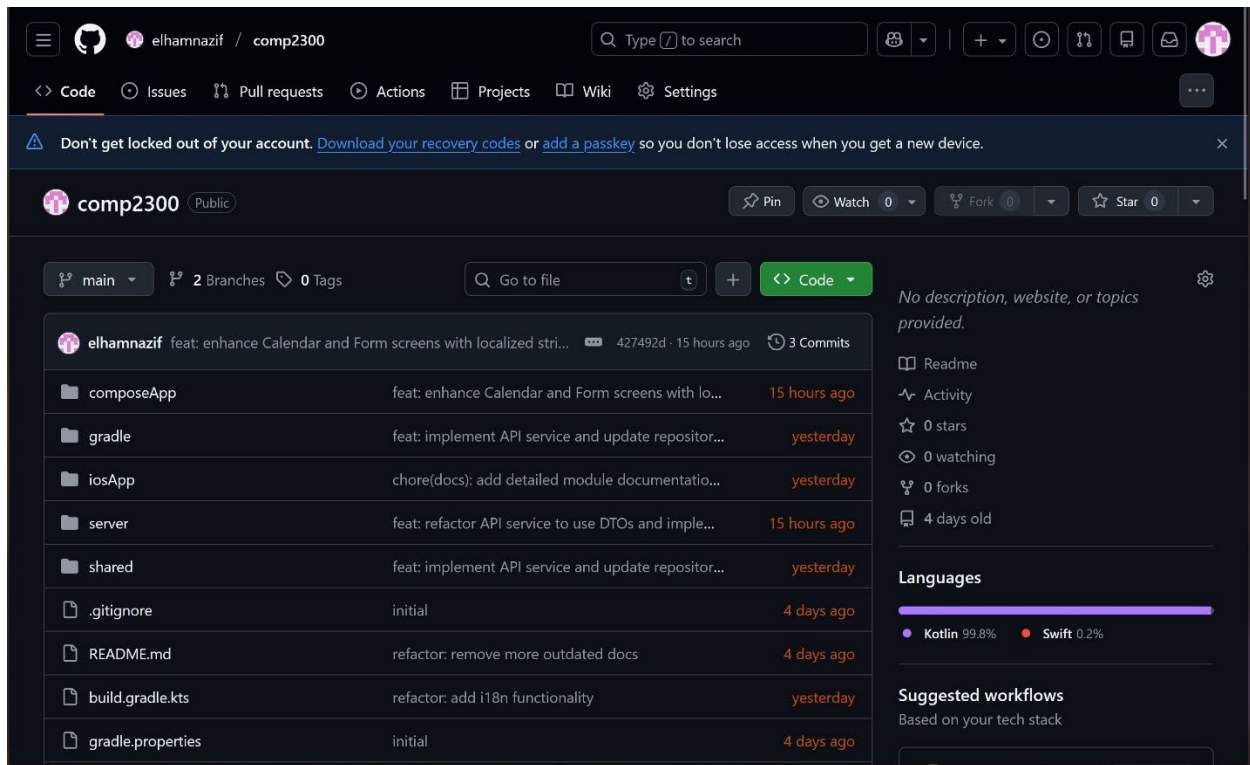 elhamnazif / comp2300
Type / to search
Code Issues Pull requests Actions Projects Wiki Settings
Don't get locked out of your account. Download your recovery codes or add a passkey so you don't lose access when you get a new device.
comp2300 Public
Pin Watch 0 Fork 0 Star 0
main 2 Branches 0 Tags Go to file t Code
elhamnazif feat: enhance Calendar and Form screens with localized stri... 427492d · 15 hours ago 3 Commits
composeApp feat: enhance Calendar and Form screens with lo... 15 hours ago
gradle feat: implement API service and update repositor... yesterday
iosApp chore(docs): add detailed module documentatio... yesterday
server feat: refactor API service to use DTOs and imple... 15 hours ago
shared feat: implement API service and update repositor... yesterday
.gitignore initial 4 days ago
README.md refactor: remove more outdated docs 4 days ago
build.gradle.kts refactor: add i18n functionality yesterday
gradle.properties initial 4 days ago
No description, website, or topics
provided.
Readme
Activity
0 stars
0 watching
0 forks
4 days old
Languages
Kotlin 99.8% Swift 0.2%
Suggested workflows
Based on your tech stack